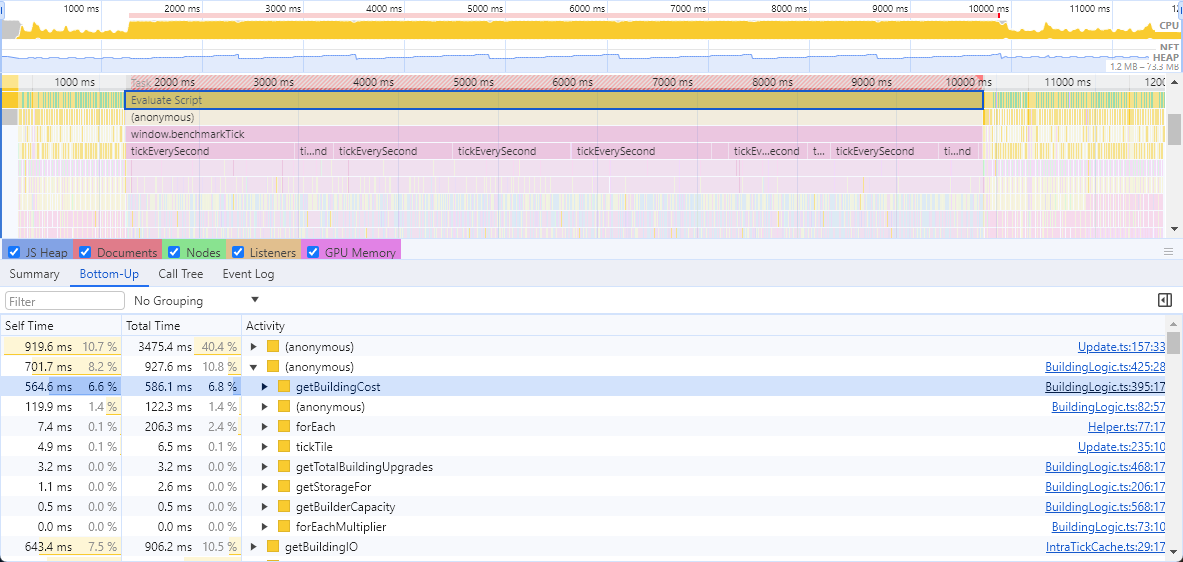 1000 ms 2000 ms 3000 ms 4000 ms 5000 ms 6000 ms 7000 ms 8000 ms 9000 ms 10000 ms 11000 ms 12
CPU
NET
HEAP
1.2 MB – 73.3 MB
1000 ms Task 2000 ms 3000 ms 4000 ms 5000 ms 6000 ms 7000 ms 8000 ms 9000 ms 10000 ms 11000 ms 1200
Evaluate Script
(anonymous)
window.benchmarkTick
tickEverySecond ti...nd tickEverySecond tickEverySecond tickEverySecond tickEv...econd t... tickEverySecond ti...nd
JS Heap Documents Nodes Listeners GPU Memory
Summary Bottom-Up Call Tree Event Log
Filter No Grouping
Self Time Total Time Activity
919.6 ms 10.7 % 3475.4 ms 40.4 % (anonymous) Update.ts:157:33
701.7 ms 8.2 % 927.6 ms 10.8 % (anonymous) BuildingLogic.ts:425:28
564.6 ms 6.6 % 586.1 ms 6.8 % getBuildingCost BuildingLogic.ts:395:17
119.9 ms 1.4 % 122.3 ms 1.4 % (anonymous) BuildingLogic.ts:82:57
7.4 ms 0.1 % 206.3 ms 2.4 % forEach Helper.ts:77:17
4.9 ms 0.1 % 6.5 ms 0.1 % tickTile Update.ts:235:10
3.2 ms 0.0 % 3.2 ms 0.0 % getTotalBuildingUpgrades BuildingLogic.ts:468:17
1.1 ms 0.0 % 2.6 ms 0.0 % getStorageFor BuildingLogic.ts:206:17
0.5 ms 0.0 % 0.5 ms 0.0 % getBuilderCapacity BuildingLogic.ts:568:17
0.0 ms 0.0 % 0.0 ms 0.0 % forEachMultiplier BuildingLogic.ts:73:10
643.4 ms 7.5 % 906.2 ms 10.5 % getBuildingIO IntraTickCache.ts:29:17